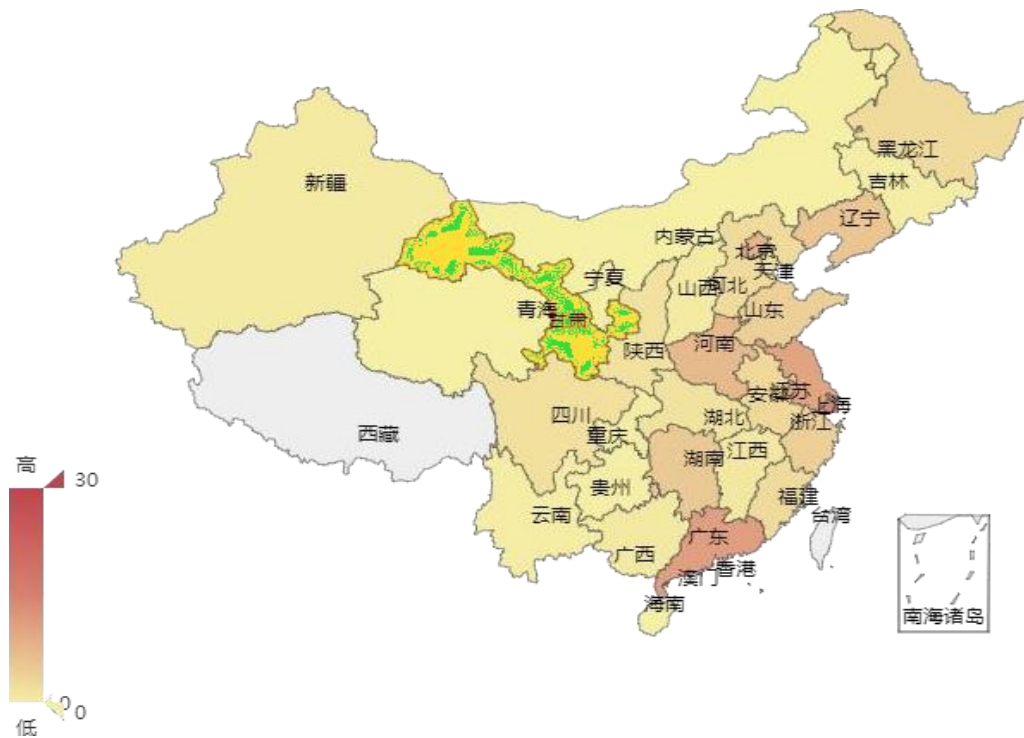 黑龙江
吉林
新疆
辽宁
内蒙古
北京
天津
宁夏
山西
河北
青海
甘肃
山东
陕西
河南
安徽
江苏
上海
四川
重庆
湖北
浙江
西藏
湖南
江西
高
30
贵州
云南
福建
台湾
广西
广东
澳门
香港
海南
南海诸岛
0
0
低